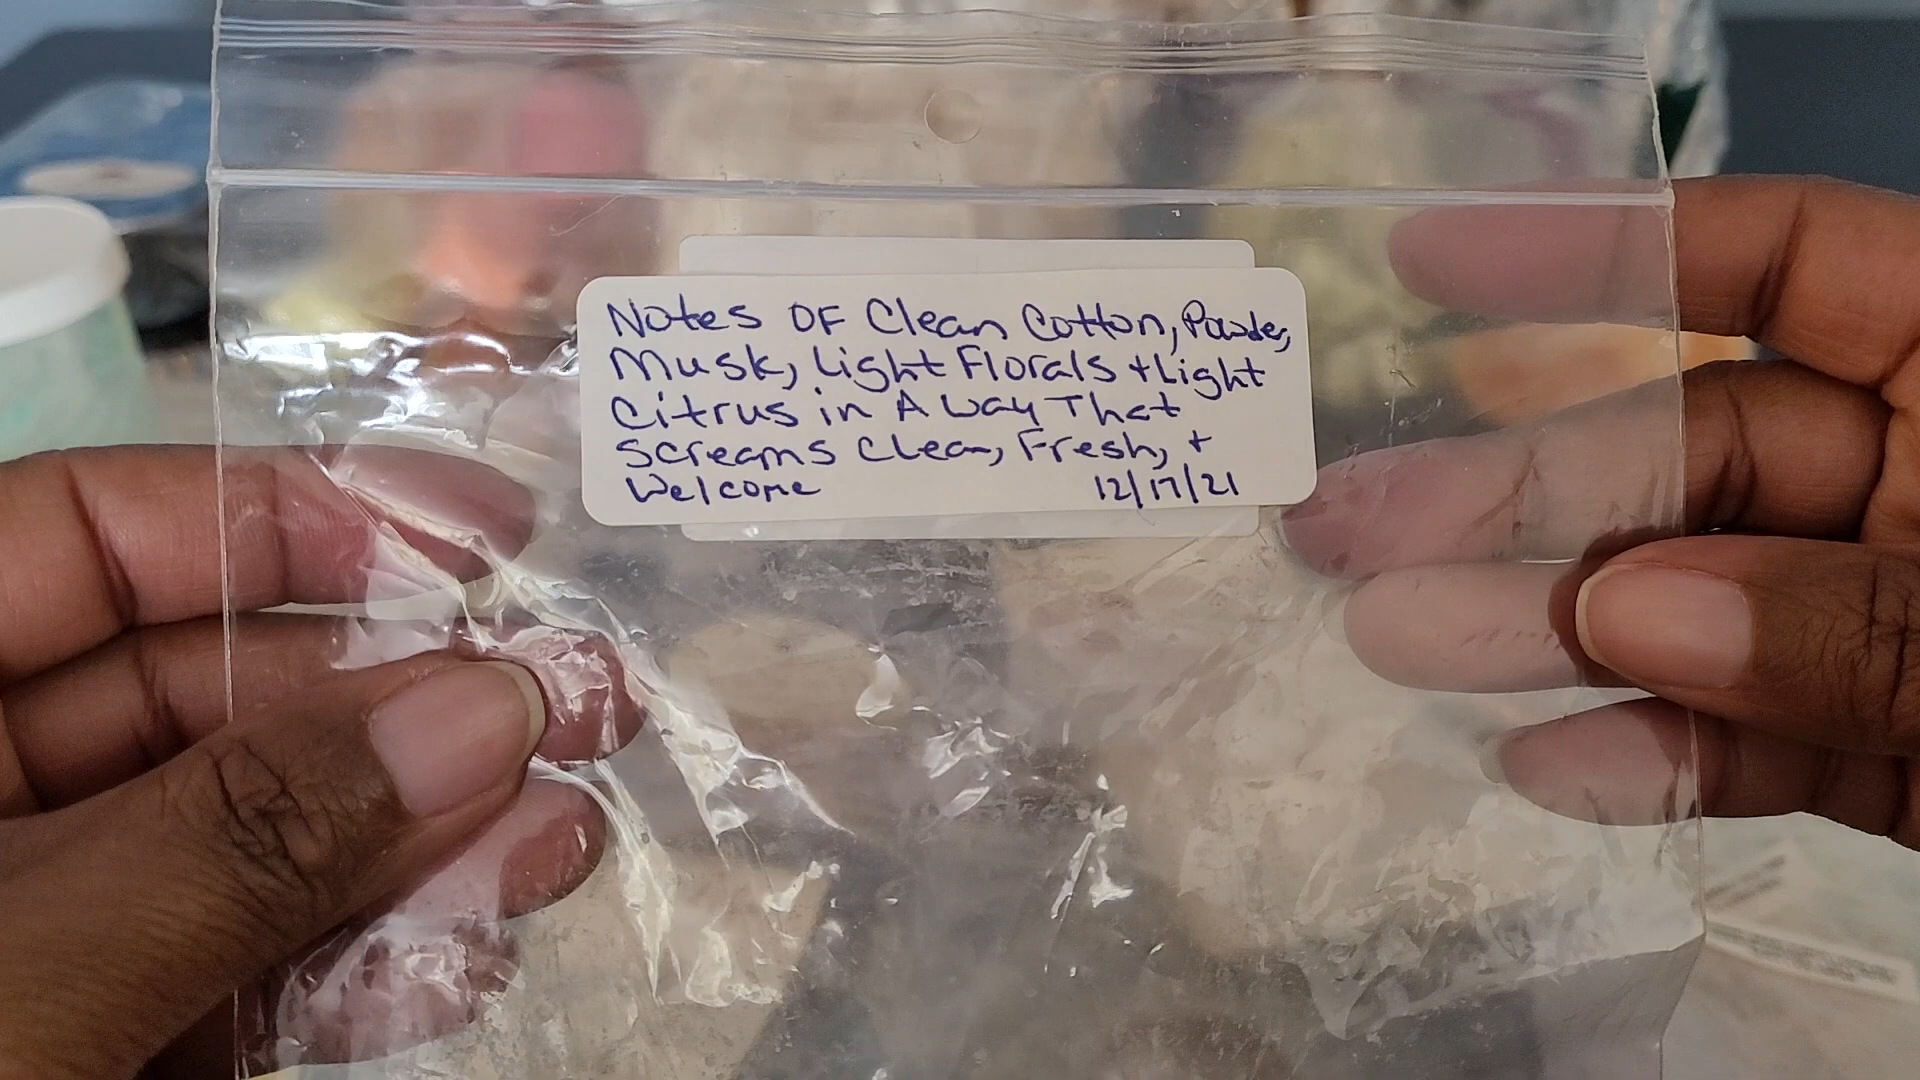 Notes OF Clean Cotton, Powder,
Musk, Light Florals + Light
Citrus in A Way That
Screams Clean, Fresh, +
Welcome 12/17/21